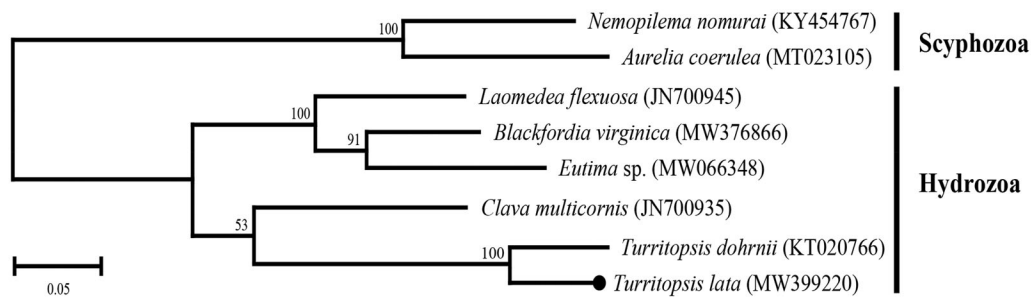 Nemopilema nomurai (KY454767)
100
Aurelia coerulea (MT023105)
Scyphozoa
Laomedea flexuosa (JN700945)
100
Blackfordia virginica (MW376866)
91
Eutima sp. (MW066348)
Hydrozoa
Clava multicornis (JN700935)
53
Turritopsis dohrnii (KT020766)
100
Turritopsis lata (MW399220)
0.05